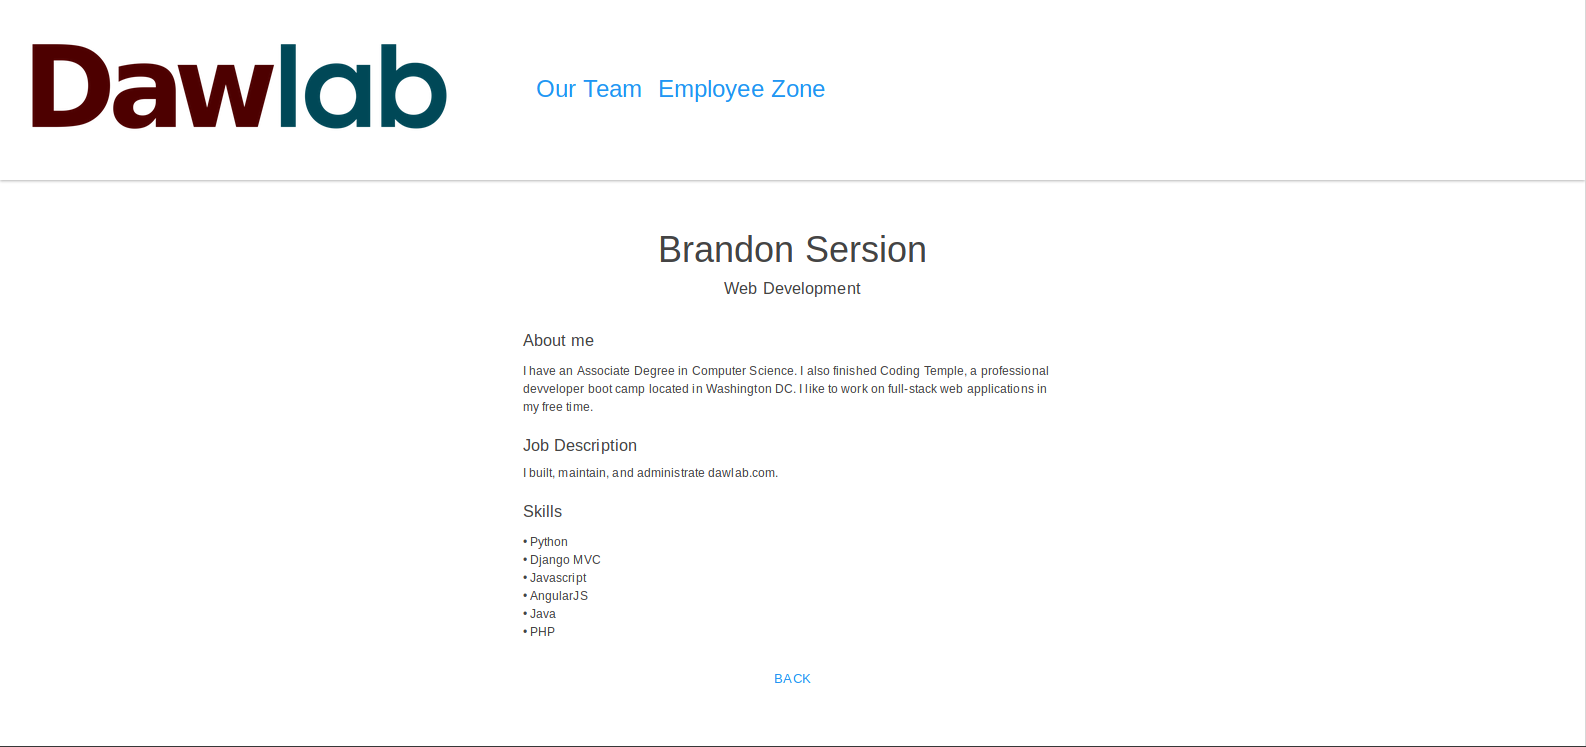 Dawlab
Our Team Employee Zone
Brandon Sersion
Web Development
About me
I have an Associate Degree in Computer Science. I also finished Coding Temple, a professional
devveloper boot camp located in Washington DC. I like to work on full-stack web applications in
my free time.
Job Description
I built, maintain, and administrate dawlab.com.
Skills
• Python
• Django MVC
• Javascript
• AngularJS
• Java
• PHP
BACK